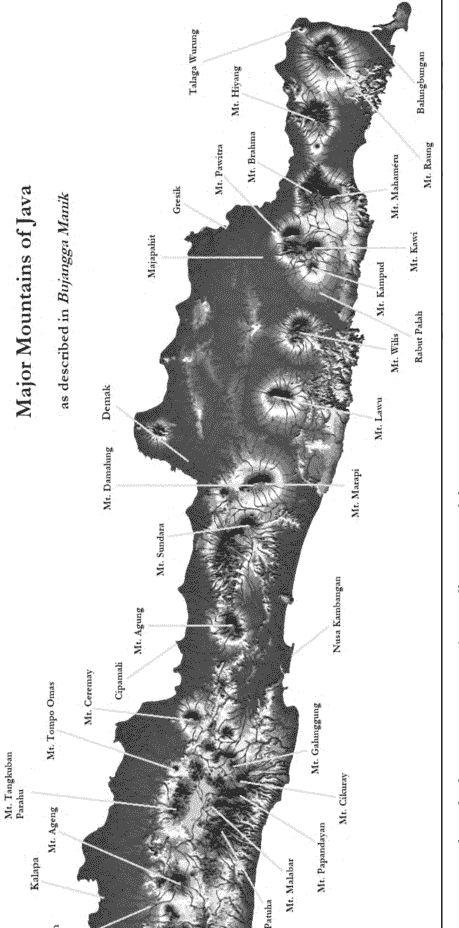 Major Mountains of Java
as described in Bujangga Manik
Kalapa
Mt. Ageng
Mt. Tangkuban
Parahu
Mt. Tompo Omas
Mt. Ceremay
Cipamali
Mt. Agung
Mt. Sundara
Mt. Damalung
Demak
Majapahit
Gresik
Mt. Pawitra
Mt. Brahma
Mt. Hiyang
Talaga Wurung
Patuha
Mt. Malabar
Mt. Papandayan
Mt. Cikuray
Mt. Galunggung
Nusa Kambangan
Mt. Marapi
Mt. Lawu
Mt. Wilis
Rabut Palah
Mt. Kampud
Mt. Kawi
Mt. Mahaméru
Mt. Raung
Balungbungan